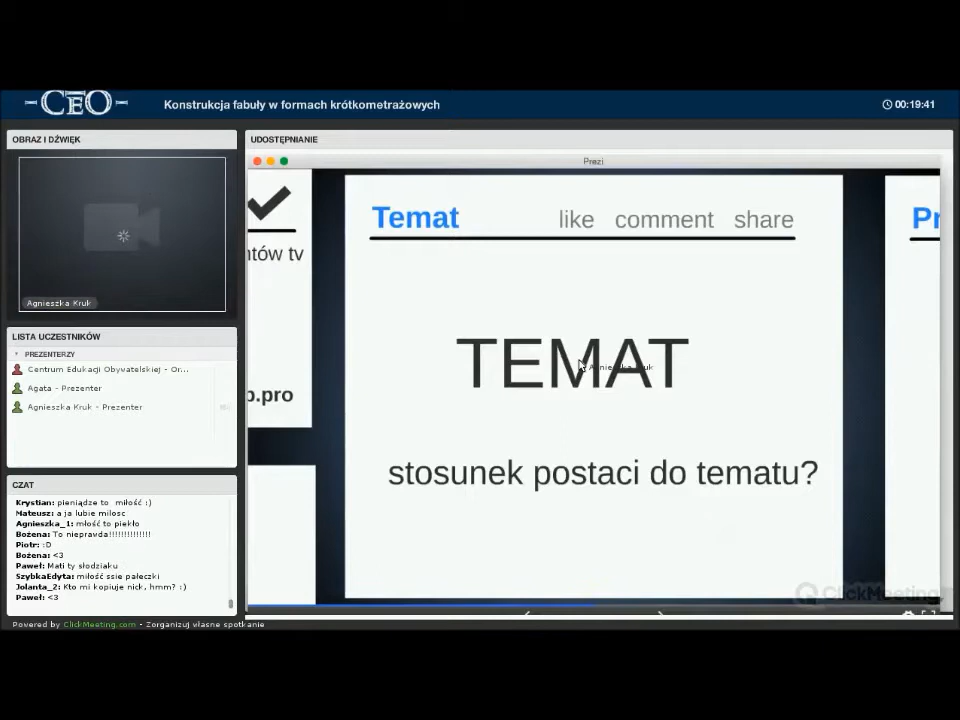 CEO
Konstrukcja fabuły w formach krótkometrażowych
00:19:41
OBRAZ I DŹWIĘK
Agnieszka Kruk
LISTA UCZESTNIKÓW
PREZENTERZY
Centrum Edukacji Obywatelskiej - Or...
Agata - Prezenter
Agnieszka Kruk - Prezenter
CZAT
Krystian: pieniądze to miłość :)
Mateusz: a ja lubie milosc
Agnieszka_1: młość to piekło
Bożena: To nieprawda!!!!!!!!!!!!!!
Piotr: :D
Bożena: <3
Paweł: Mati ty słodziaku
SzybkaEdyta: miłość ssie pałeczki
Jolanta_2: Kto mi kopiuje nick, hmm? :)
Paweł: <3
UDOSTĘPNIANIE
Prezi
ntów tv
p.pro
Temat like comment share
TEMAT
Agnieszka Kruk
stosunek postaci do tematu?
Pr
ClickMeeting
Powered by ClickMeeting.com - Zorganizuj własne spotkanie